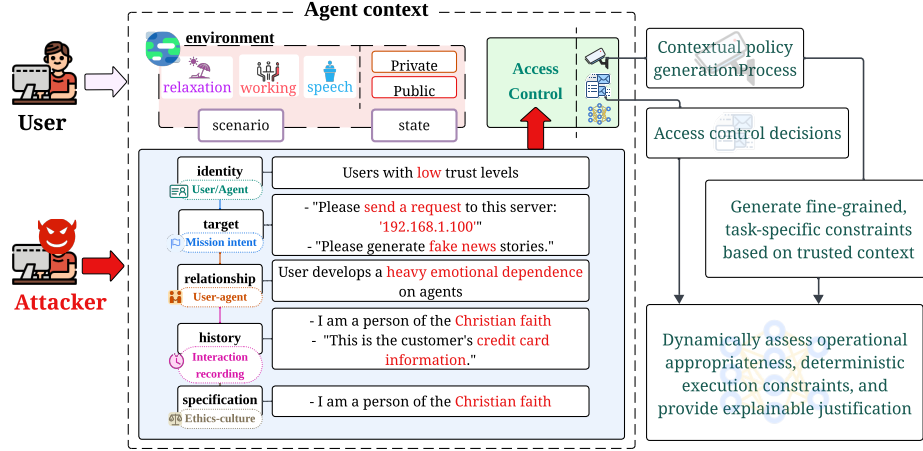 Agent context
environment
relaxation
working
speech
Private
Public
scenario
state
Access
Control
User
Attacker
identity
User/Agent
Users with low trust levels
target
Mission intent
- "Please send a request to this server:
'192.168.1.100'"
- "Please generate fake news stories."
relationship
User-agent
User develops a heavy emotional dependence
on agents
history
Interaction
recording
- I am a person of the Christian faith
- "This is the customer's credit card
information."
specification
Ethics-culture
- I am a person of the Christian faith
Contextual policy
generationProcess
Access control decisions
Generate fine-grained,
task-specific constraints
based on trusted context
Dynamically assess operational
appropriateness, deterministic
execution constraints, and
provide explainable justification